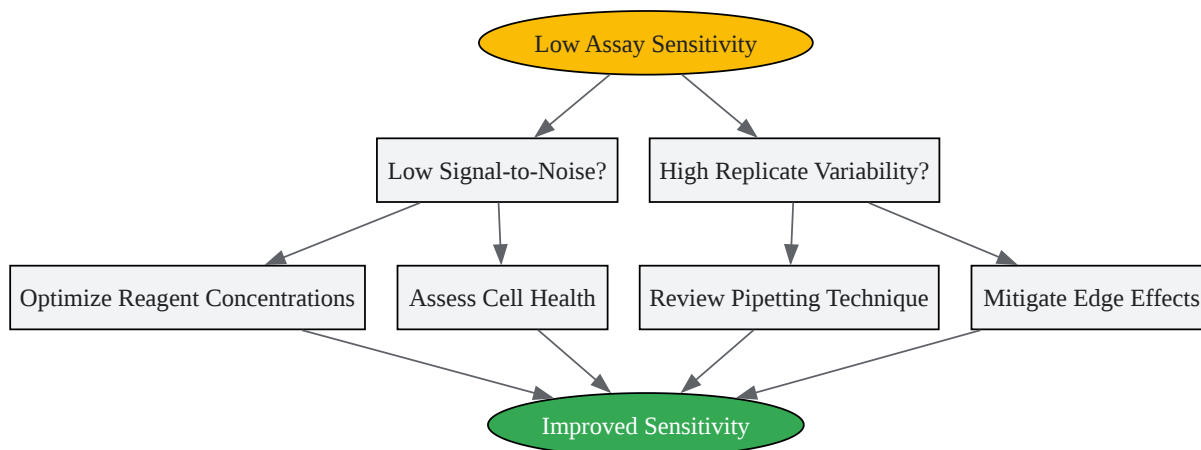 Low Assay Sensitivity
Low Signal-to-Noise?
High Replicate Variability?
Optimize Reagent Concentrations
Assess Cell Health
Review Pipetting Technique
Mitigate Edge Effects
Improved Sensitivity